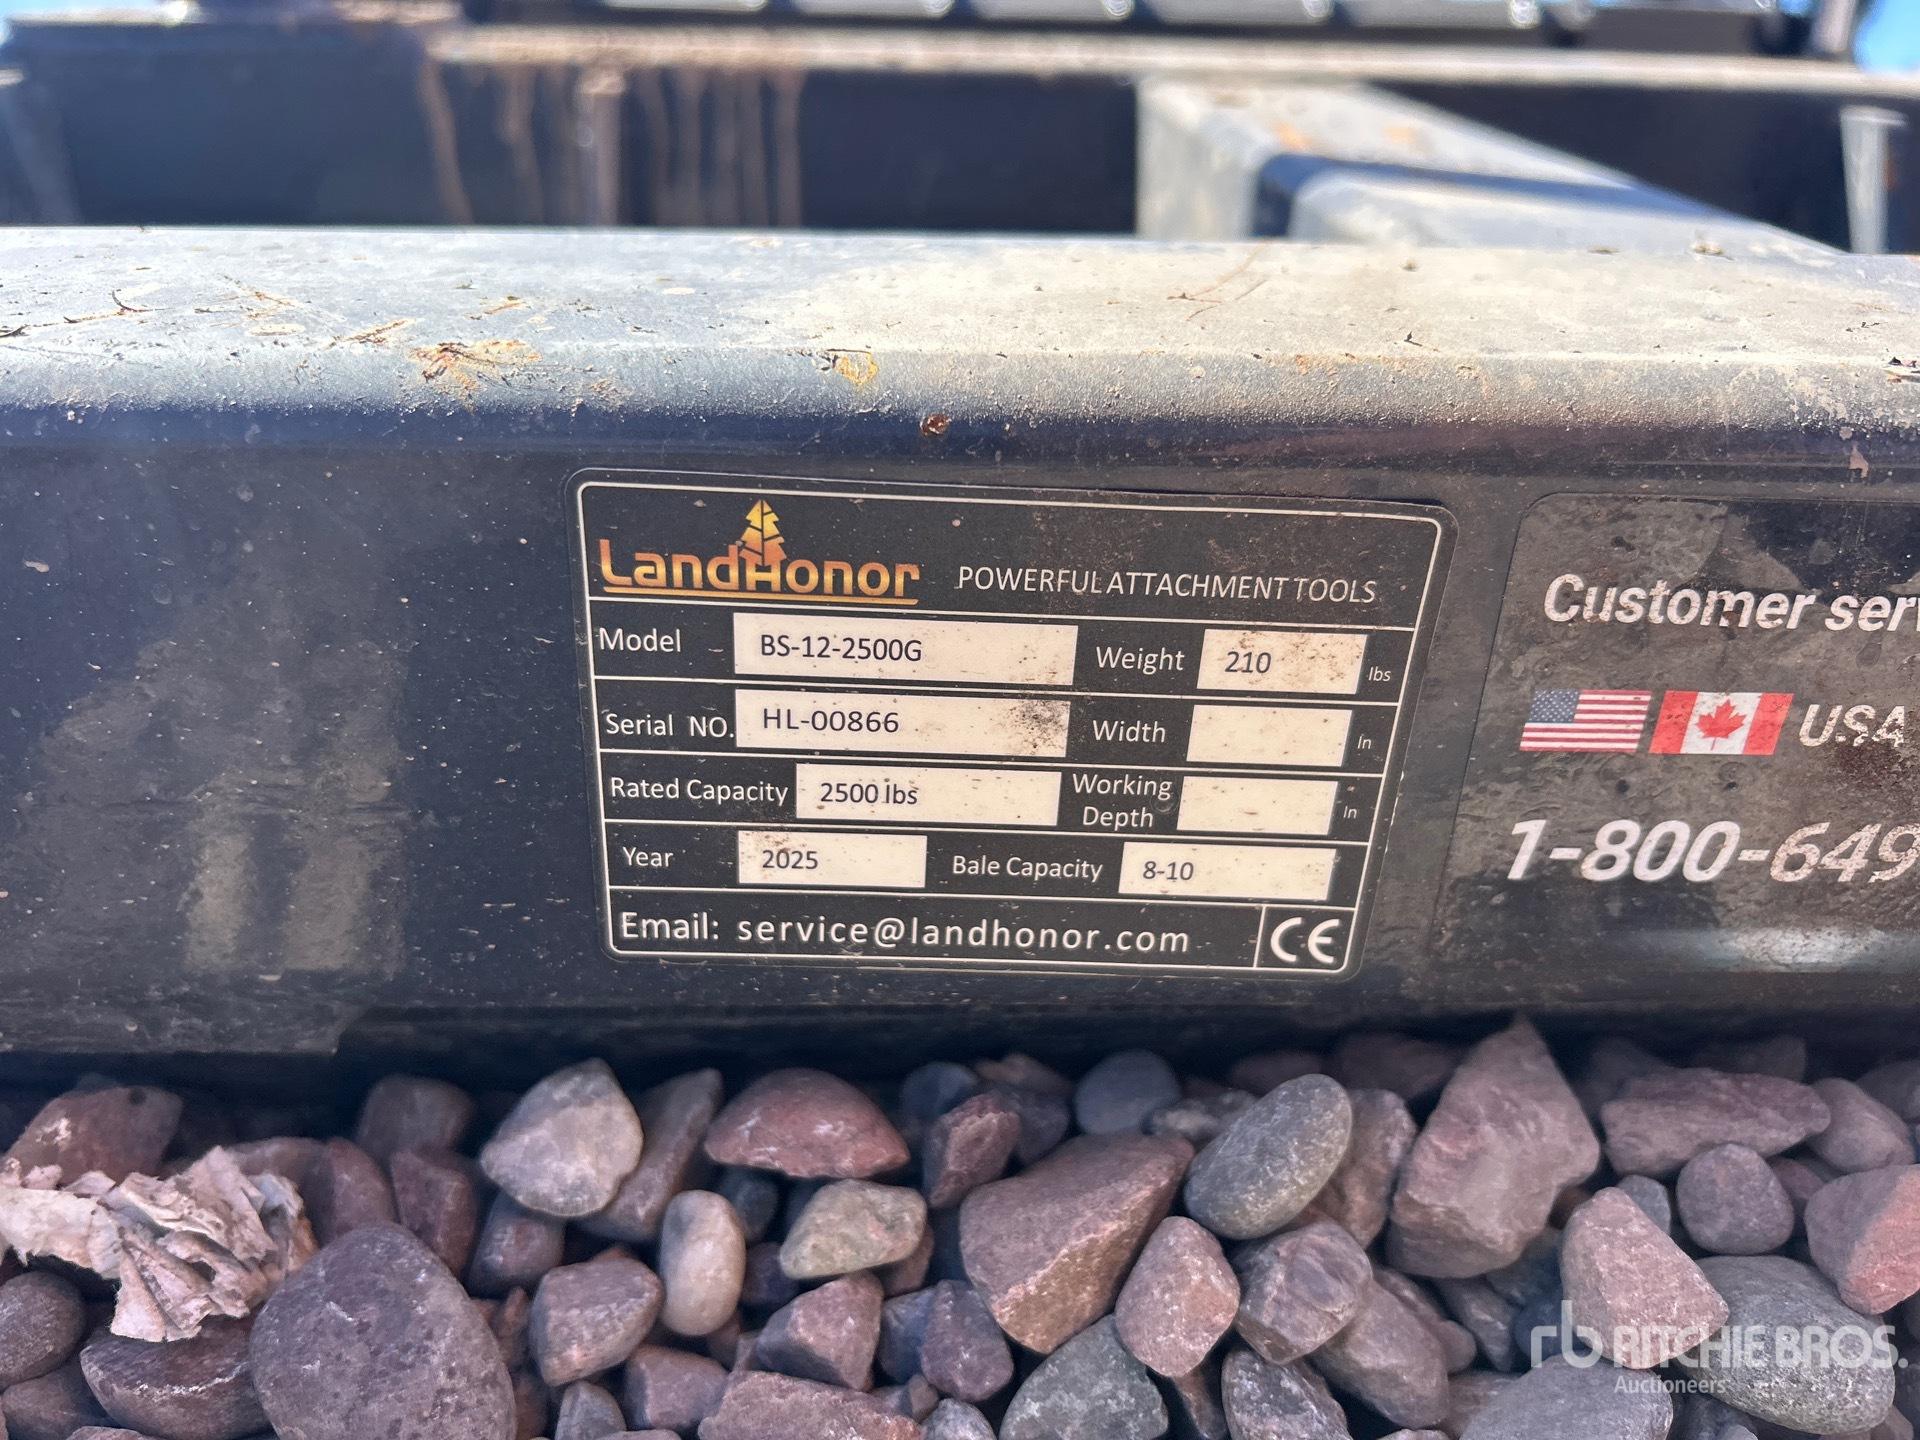 LandHonor POWERFUL ATTACHMENT TOOLS
Model BS-12-2500G Weight 210 lbs
Serial NO. HL-00866 Width In
Rated Capacity 2500 lbs Working Depth In
Year 2025 Bale Capacity 8-10
Email: service@landhonor.com CE
Customer serv
USA
1-800-649
rb RITCHIE BROS.
Auctioneers